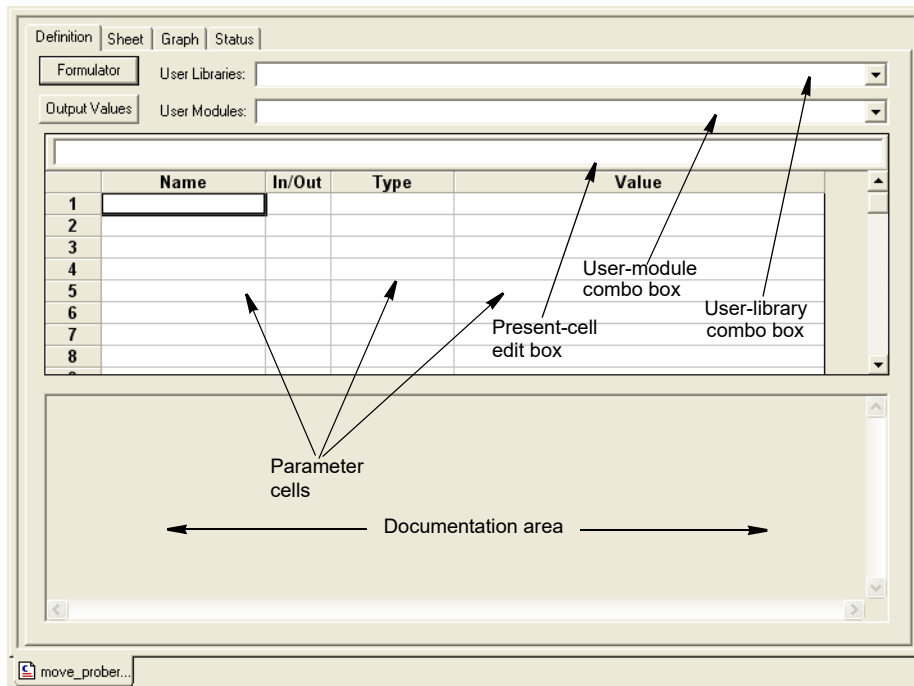 Definition Sheet Graph Status
Formulator User Libraries:
Output Values User Modules:
Name In/Out Type Value
1
2
3
4
5
6
7
8
User-module
combo box
User-library
combo box
Present-cell
edit box
Parameter
cells
Documentation area
move_prober...